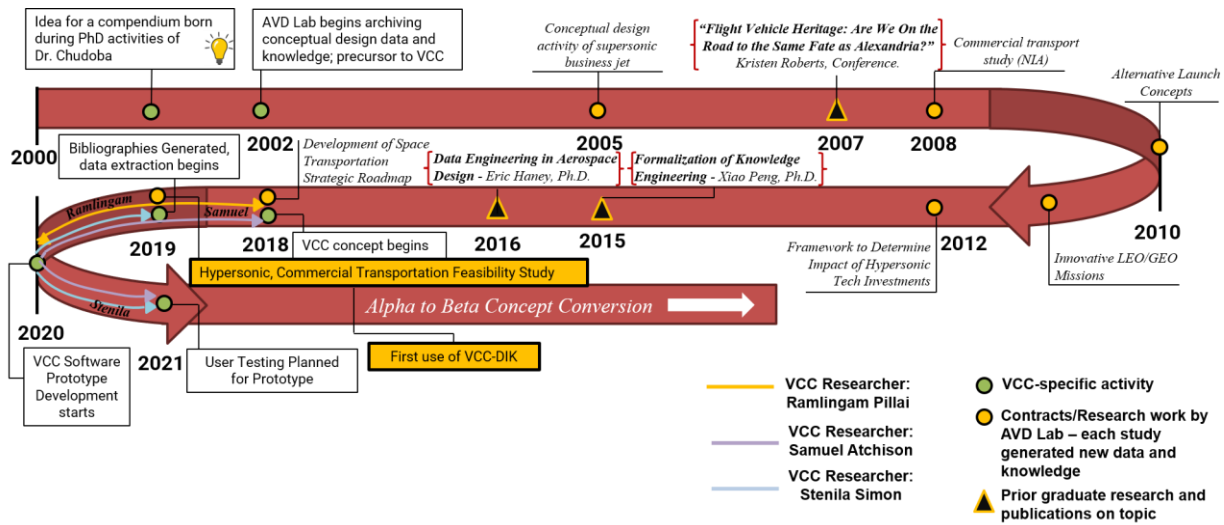 Idea for a compendium born
during PhD activities of
Dr. Chudoba
AVD Lab begins archiving
conceptual design data and
knowledge; precursor to VCC
Conceptual design
activity of supersonic
business jet
“Flight Vehicle Heritage: Are We On the
Road to the Same Fate as Alexandria?”
Kristen Roberts, Conference.
Commercial transport
study (NIA)
Alternative Launch
Concepts
2000
2002
2005
2007
2008
2010
Bibliographies Generated,
data extraction begins
Development of Space
Transportation
Strategic Roadmap
Data Engineering in Aerospace
Design - Eric Haney, Ph.D.
Formalization of Knowledge
Engineering - Xiao Peng, Ph.D.
Ramlingam
Samuel
2019
2018
2016
2015
2012
VCC concept begins
Framework to Determine
Impact of Hypersonic
Tech Investments
Innovative LEO/GEO
Missions
Hypersonic, Commercial Transportation Feasibility Study
Stenila
Alpha to Beta Concept Conversion
2020
2021
VCC Software
Prototype
Development
starts
User Testing Planned
for Prototype
First use of VCC-DIK
VCC Researcher:
Ramlingam Pillai
VCC Researcher:
Samuel Atchison
VCC Researcher:
Stenila Simon
VCC-specific activity
Contracts/Research work by
AVD Lab – each study
generated new data and
knowledge
Prior graduate research and
publications on topic